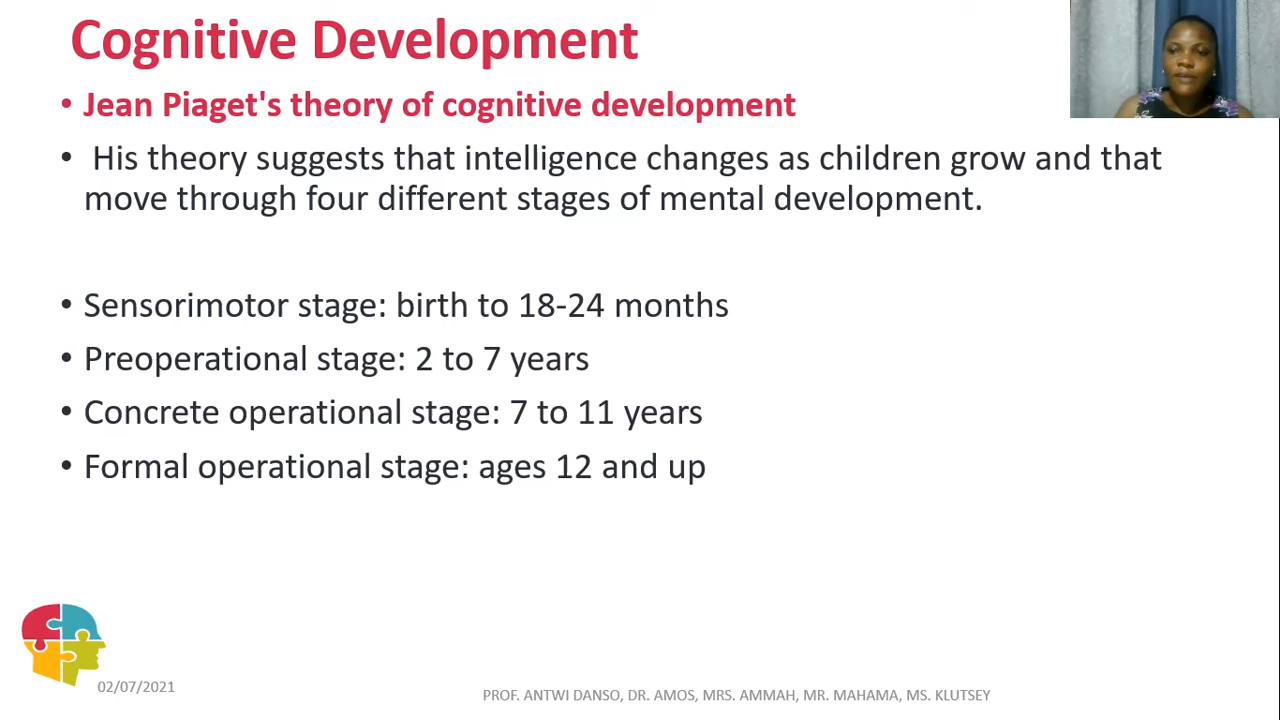 Cognitive Development
• Jean Piaget's theory of cognitive development
• His theory suggests that intelligence changes as children grow and that
move through four different stages of mental development.
• Sensorimotor stage: birth to 18-24 months
• Preoperational stage: 2 to 7 years
• Concrete operational stage: 7 to 11 years
• Formal operational stage: ages 12 and up
02/07/2021
PROF. ANTWI DANSO, DR. AMOS, MRS. AMMAH, MR. MAHAMA, MS. KLUTSEY